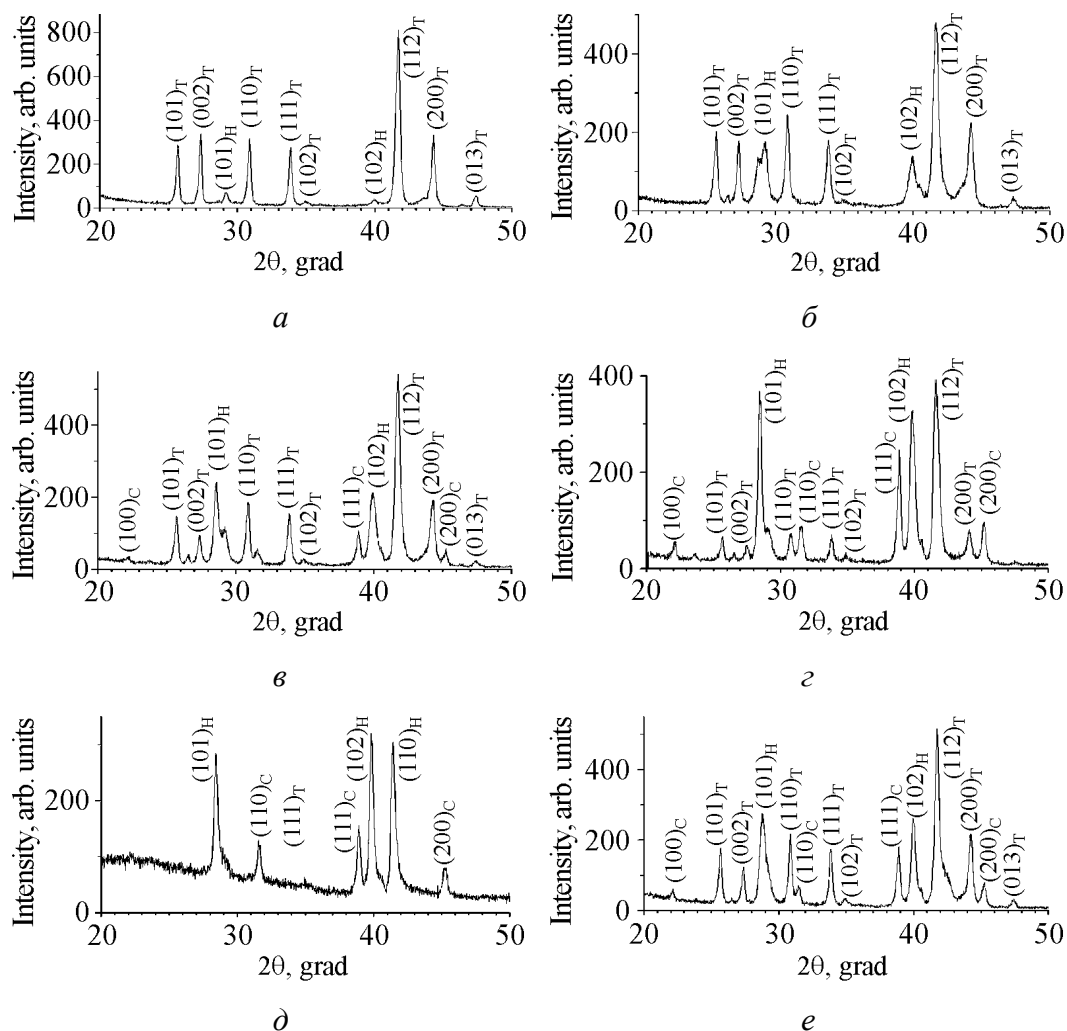 Intensity, arb. units
800
600
400
200
0
(101)T
(002)T
(101)H
(110)T
(111)T
(102)T
(102)H
(112)T
(200)T
(013)T
20 30 40 50
2θ, grad
а
Intensity, arb. units
400
200
0
(101)T
(002)T
(101)H
(110)T
(111)T
(102)T
(102)H
(112)T
(200)T
(013)T
20 30 40 50
2θ, grad
б
Intensity, arb. units
400
200
0
(100)C
(101)T
(002)T
(101)H
(110)T
(111)T
(102)T
(111)C
(102)H
(112)T
(200)T
(200)C
(013)T
20 30 40 50
2θ, grad
в
Intensity, arb. units
400
200
0
(100)C
(101)T
(002)T
(101)H
(110)T
(110)C
(111)T
(102)T
(111)C
(102)H
(112)T
(200)T
(200)C
20 30 40 50
2θ, grad
г
Intensity, arb. units
200
0
(101)H
(110)C
(111)T
(111)C
(102)H
(110)H
(200)C
20 30 40 50
2θ, grad
д
Intensity, arb. units
400
200
0
(100)C
(101)T
(002)T
(101)H
(110)T
(110)C
(111)T
(102)T
(111)C
(102)H
(112)T
(200)T
(200)C
(013)T
20 30 40 50
2θ, grad
е